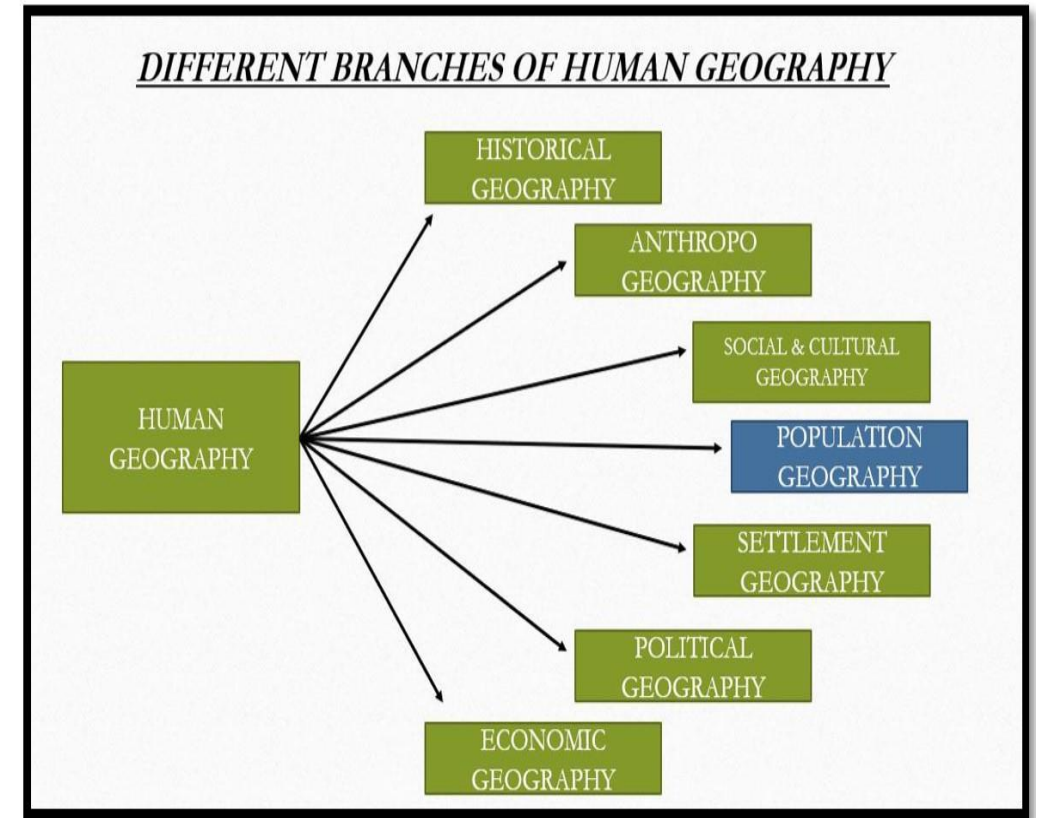 DIFFERENT BRANCHES OF HUMAN GEOGRAPHY
HISTORICAL
GEOGRAPHY
ANTHROPO
GEOGRAPHY
SOCIAL & CULTURAL
GEOGRAPHY
HUMAN
GEOGRAPHY
POPULATION
GEOGRAPHY
SETTLEMENT
GEOGRAPHY
POLITICAL
GEOGRAPHY
ECONOMIC
GEOGRAPHY